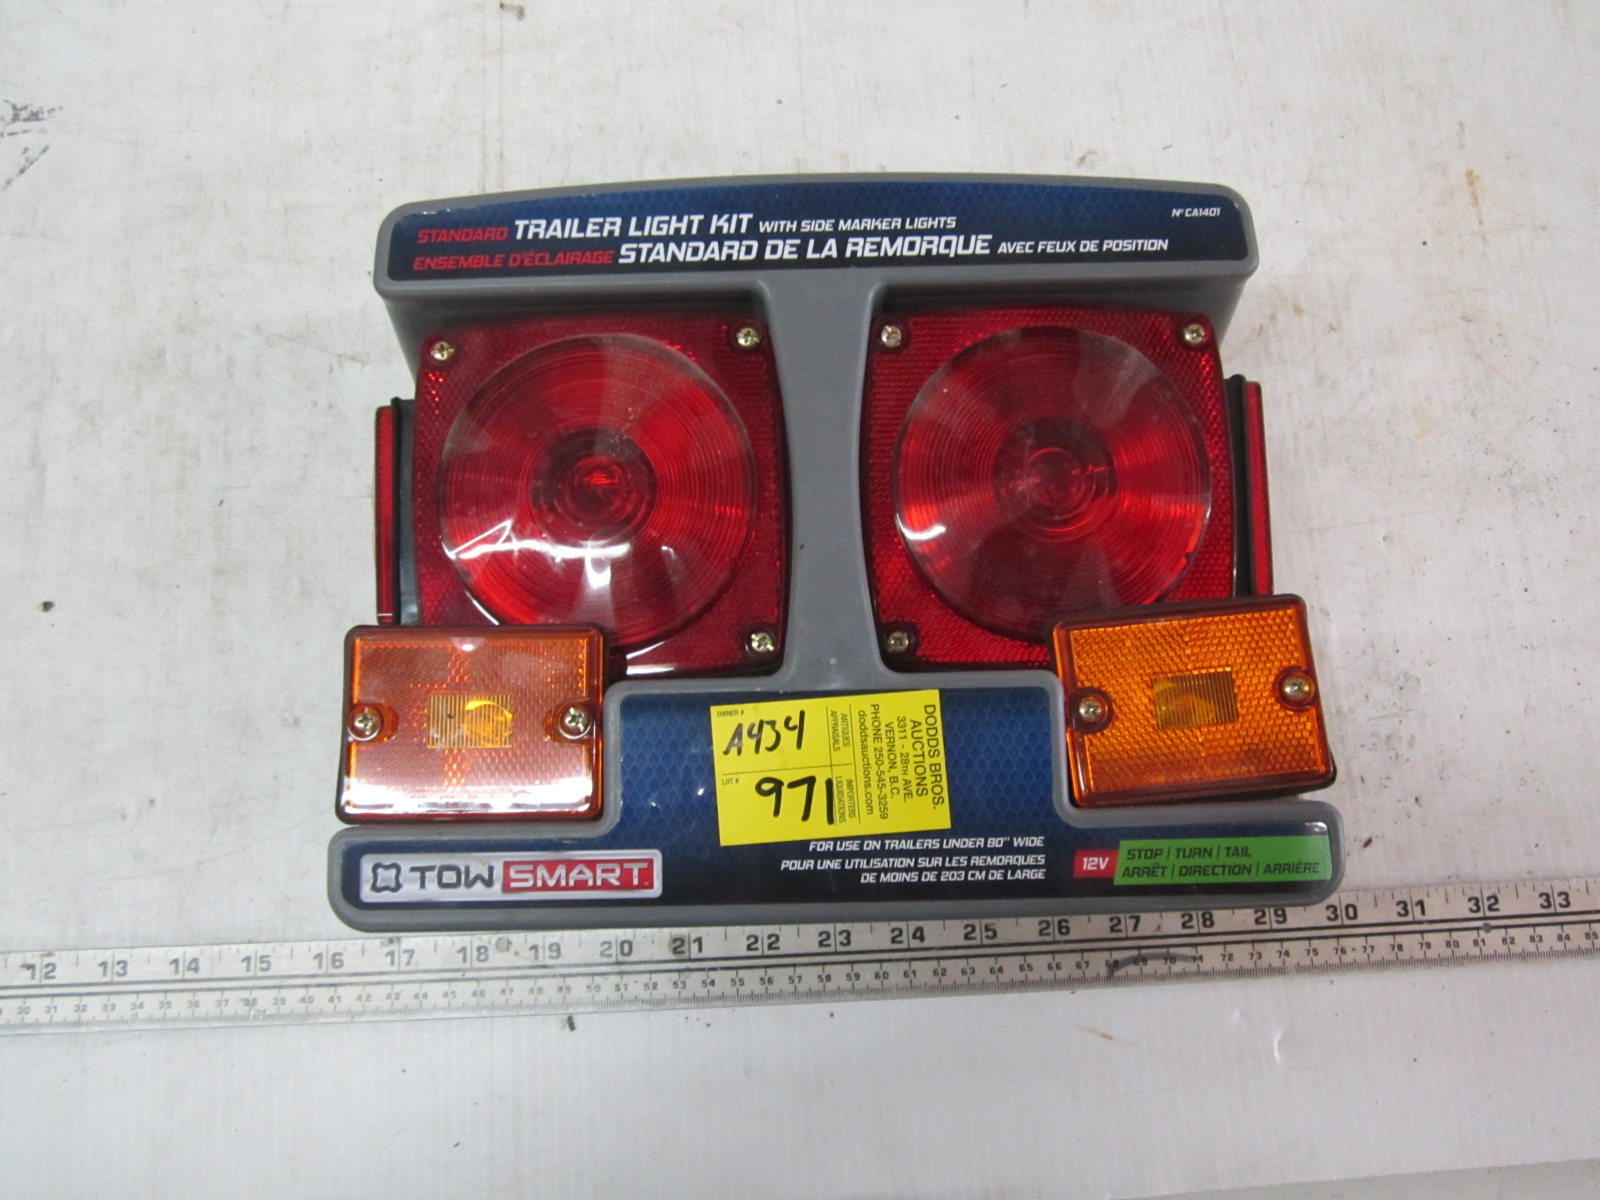 STANDARD TRAILER LIGHT KIT WITH SIDE MARKER LIGHTS
N° CA1401
ENSEMBLE D'ÉCLAIRAGE STANDARD DE LA REMORQUE AVEC FEUX DE POSITION
OWNER #
A434
LOT #
971
ANTIQUES
APPRAISALS
IMPORTERS
LIQUIDATIONS
DODDS BROS.
AUCTIONS
3311 - 28TH AVE.
VERNON, B.C.
PHONE 250-545-3259
doddsauctions.com
FOR USE ON TRAILERS UNDER 80" WIDE
POUR UNE UTILISATION SUR LES REMORQUES
DE MOINS DE 203 CM DE LARGE
12V
STOP | TURN | TAIL
ARRÊT | DIRECTION | ARRIÈRE
TOW SMART
12 13 14 15 16 17 18 19 20 21 22 23 24 25 26 27 28 29 30 31 32 33